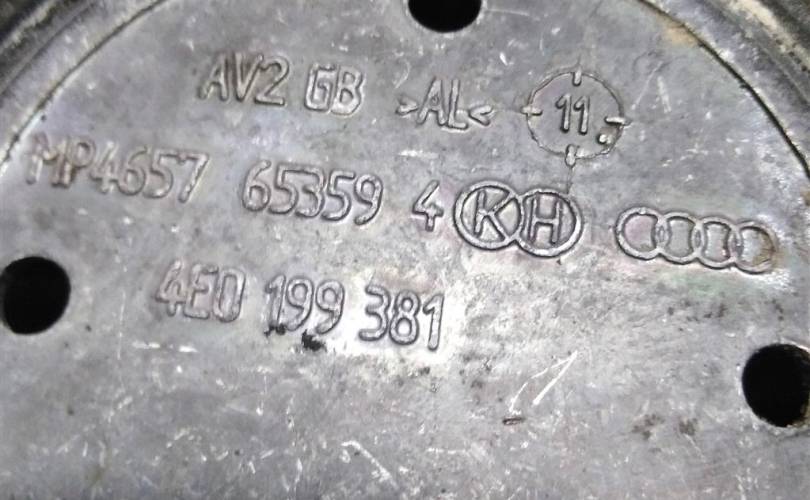 AV2 GB >AL< 11
MP4657 65359 4 KH
4E0 199 381